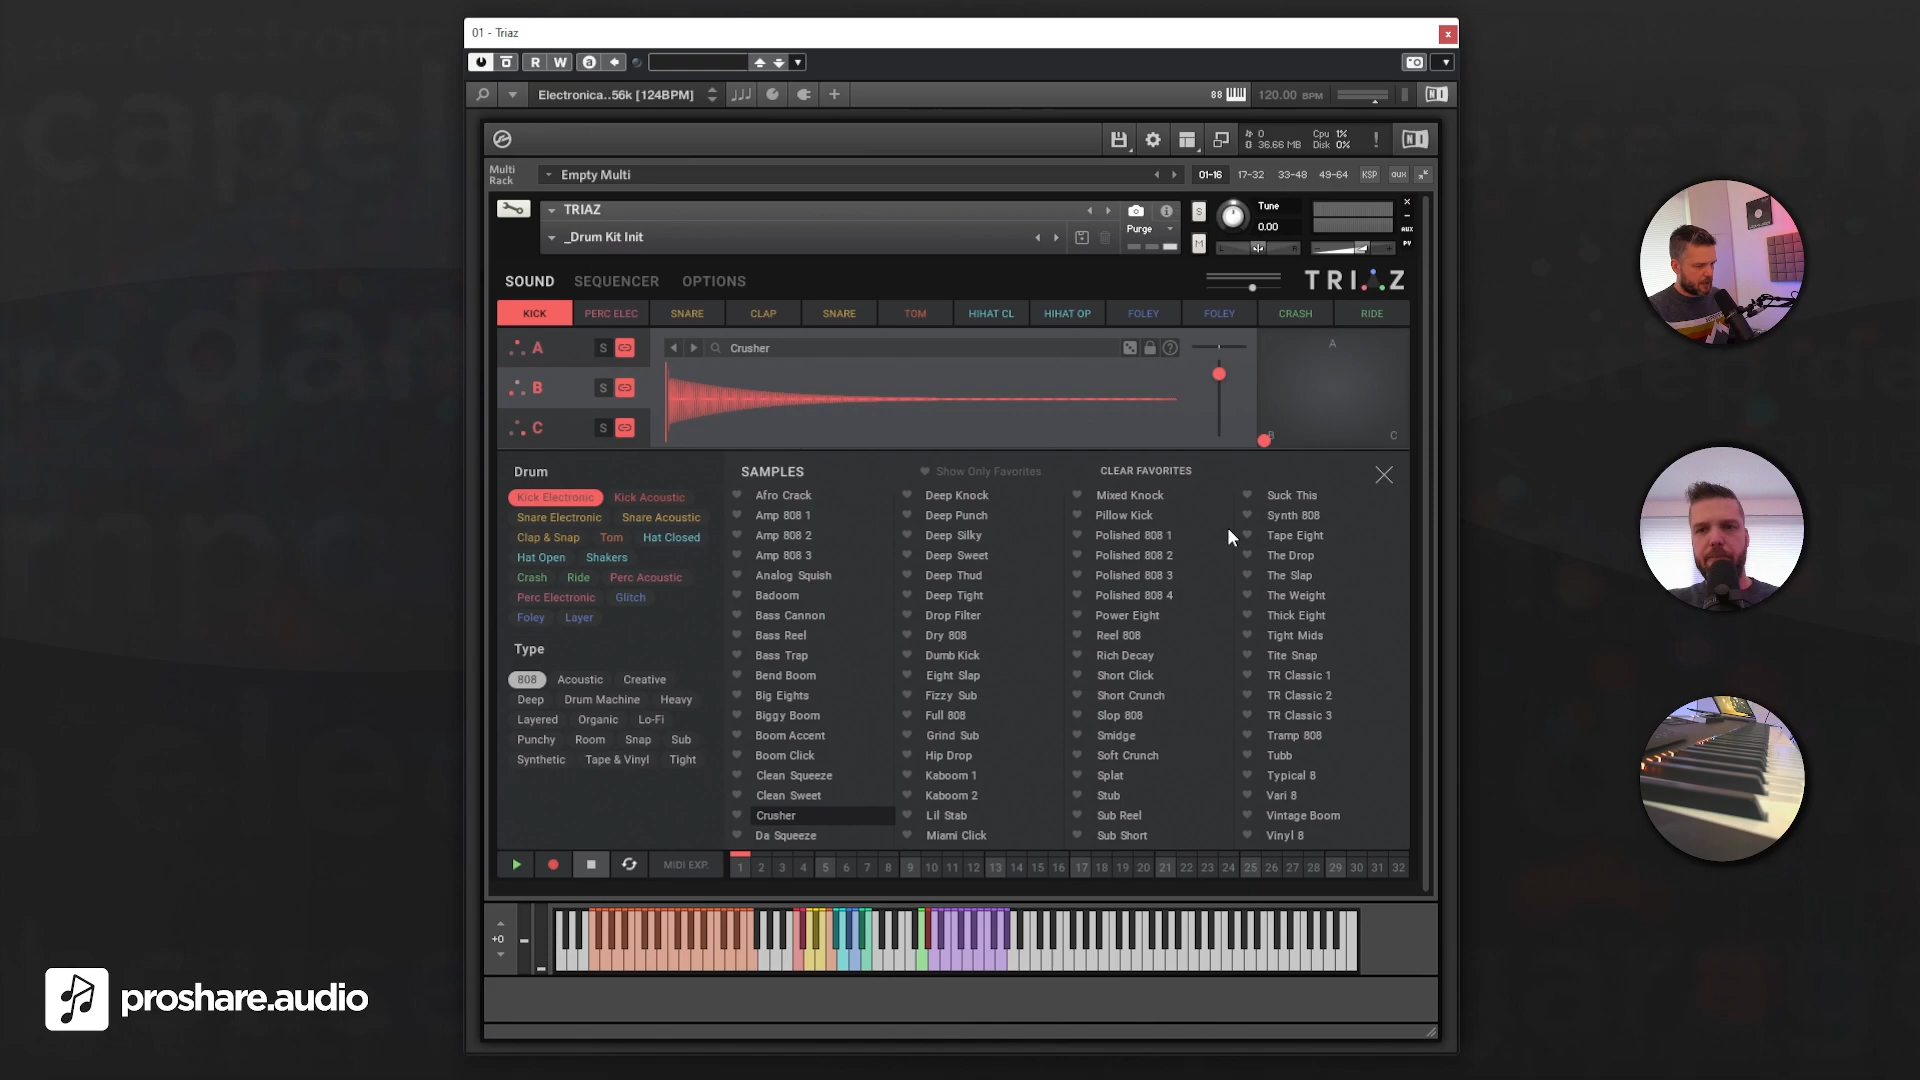 01 - Triaz
x
R W a
Electronica..56k [124BPM]
88
120.00 BPM
NI
0
0 36.66 MB
Cpu 1%
Disk 0%
!
NI
Multi
Rack
Empty Multi
01-16 17-32 33-48 49-64 KSP AUX
TRIAZ
Purge
S
M
Tune
0.00
L R
AUX
PV
_Drum Kit Init
SOUND SEQUENCER OPTIONS
TRIAZ
KICK PERC ELEC SNARE CLAP SNARE TOM HIHAT CL HIHAT OP FOLEY FOLEY CRASH RIDE
A S
B S
C S
Crusher
A
B
C
Drum
Kick Electronic Kick Acoustic
Snare Electronic Snare Acoustic
Clap & Snap Tom Hat Closed
Hat Open Shakers
Crash Ride Perc Acoustic
Perc Electronic Glitch
Foley Layer
Type
808 Acoustic Creative
Deep Drum Machine Heavy
Layered Organic Lo-Fi
Punchy Room Snap Sub
Synthetic Tape & Vinyl Tight
SAMPLES
Show Only Favorites
CLEAR FAVORITES
Afro Crack
Amp 808 1
Amp 808 2
Amp 808 3
Analog Squish
Badoom
Bass Cannon
Bass Reel
Bass Trap
Bend Boom
Big Eights
Biggy Boom
Boom Accent
Boom Click
Clean Squeeze
Clean Sweet
Crusher
Da Squeeze
Deep Knock
Deep Punch
Deep Silky
Deep Sweet
Deep Thud
Deep Tight
Drop Filter
Dry 808
Dumb Kick
Eight Slap
Fizzy Sub
Full 808
Grind Sub
Hip Drop
Kaboom 1
Kaboom 2
Lil Stab
Miami Click
Mixed Knock
Pillow Kick
Polished 808 1
Polished 808 2
Polished 808 3
Polished 808 4
Power Eight
Reel 808
Rich Decay
Short Click
Short Crunch
Slop 808
Smidge
Soft Crunch
Splat
Stub
Sub Reel
Sub Short
Suck This
Synth 808
Tape Eight
The Drop
The Slap
The Weight
Thick Eight
Tight Mids
Tite Snap
TR Classic 1
TR Classic 2
TR Classic 3
Tramp 808
Tubb
Typical 8
Vari 8
Vintage Boom
Vinyl 8
MIDI EXP.
1 2 3 4 5 6 7 8 9 10 11 12 13 14 15 16 17 18 19 20 21 22 23 24 25 26 27 28 29 30 31 32
+0
proshare.audio